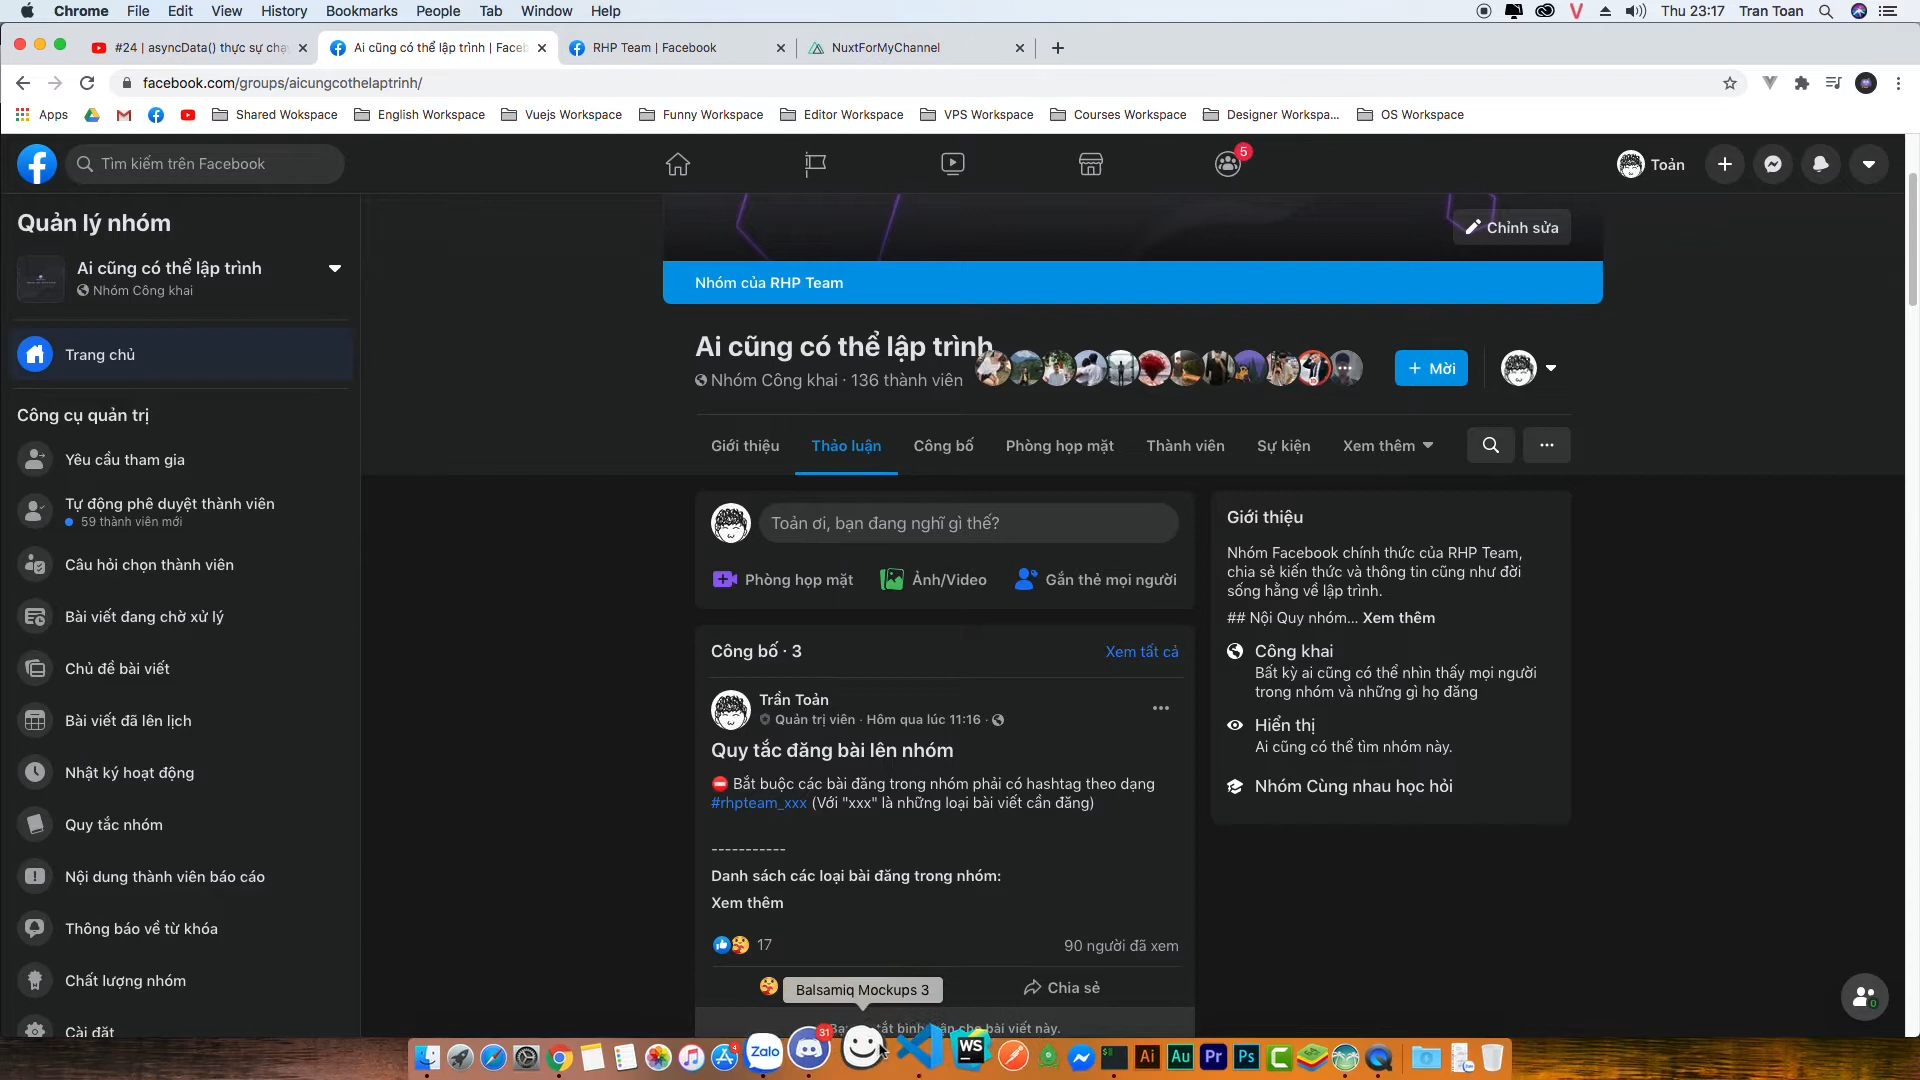 Chrome File Edit View History Bookmarks People Tab Window Help
Thu 23:17 Tran Toan
#24 | asyncData() thực sự chạ
Ai cũng có thể lập trình | Faceb
RHP Team | Facebook
NuxtForMyChannel
facebook.com/groups/aicungcothelaptrinh/
Apps
Shared Wokspace
English Workspace
Vuejs Workspace
Funny Workspace
Editor Workspace
VPS Workspace
Courses Workspace
Designer Workspa...
OS Workspace
Tìm kiếm trên Facebook
5
Toản
Quản lý nhóm
Ai cũng có thể lập trình
Nhóm Công khai
Trang chủ
Công cụ quản trị
Yêu cầu tham gia
Tự động phê duyệt thành viên
59 thành viên mới
Câu hỏi chọn thành viên
Bài viết đang chờ xử lý
Chủ đề bài viết
Bài viết đã lên lịch
Nhật ký hoạt động
Quy tắc nhóm
Nội dung thành viên báo cáo
Thông báo về từ khóa
Chất lượng nhóm
Cài đặt
Chỉnh sửa
Nhóm của RHP Team
Ai cũng có thể lập trình
Nhóm Công khai · 136 thành viên
+ Mời
Giới thiệu
Thảo luận
Công bố
Phòng họp mặt
Thành viên
Sự kiện
Xem thêm
Toản ơi, bạn đang nghĩ gì thế?
Phòng họp mặt
Ảnh/Video
Gắn thẻ mọi người
Công bố · 3
Xem tất cả
Trần Toản
Quản trị viên · Hôm qua lúc 11:16 ·
Quy tắc đăng bài lên nhóm
Bắt buộc các bài đăng trong nhóm phải có hashtag theo dạng
#rhpteam_xxx (Với "xxx" là những loại bài viết cần đăng)
-----------
Danh sách các loại bài đăng trong nhóm:
Xem thêm
17
90 người đã xem
Chia sẻ
Giới thiệu
Nhóm Facebook chính thức của RHP Team,
chia sẻ kiến thức và thông tin cũng như đời
sống hằng về lập trình.
## Nội Quy nhóm... Xem thêm
Công khai
Bất kỳ ai cũng có thể nhìn thấy mọi người
trong nhóm và những gì họ đăng
Hiển thị
Ai cũng có thể tìm nhóm này.
Nhóm Cùng nhau học hỏi
Balsamiq Mockups 3
cho bài viết này.
4
Zalo
31
WS
Ai
Au
Pr
Ps
C
0